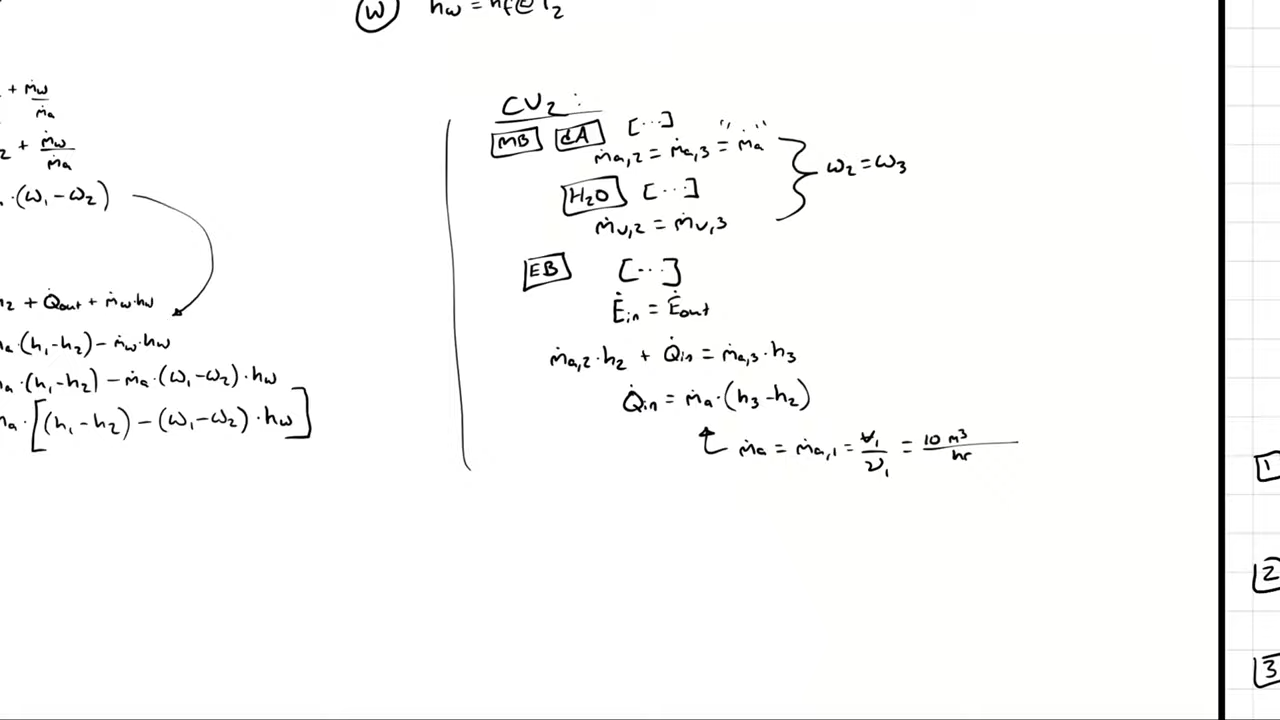 (W) hw = hf@T2
+ ṁw/ṁa
2 + ṁw/ṁa
·(ω1 − ω2)
h2 + Q̇out + ṁw·hw
ṁa·(h1−h2) − ṁw·hw
ṁa·(h1−h2) − ṁa·(ω1−ω2)·hw
ṁa·[(h1−h2) − (ω1−ω2)·hw]
CV2:
MB dA [...]
ṁa,2 = ṁa,3 = "ṁa"
ω2 = ω3
H2O [...]
ṁv,2 = ṁv,3
EB [...]
Ėin = Ėout
ṁa,2·h2 + Q̇in = ṁa,3·h3
Q̇in = ṁa·(h3−h2)
ṁa = ṁa,1 = V̶̇1/v1 = 10 m³/hr
1
2
3